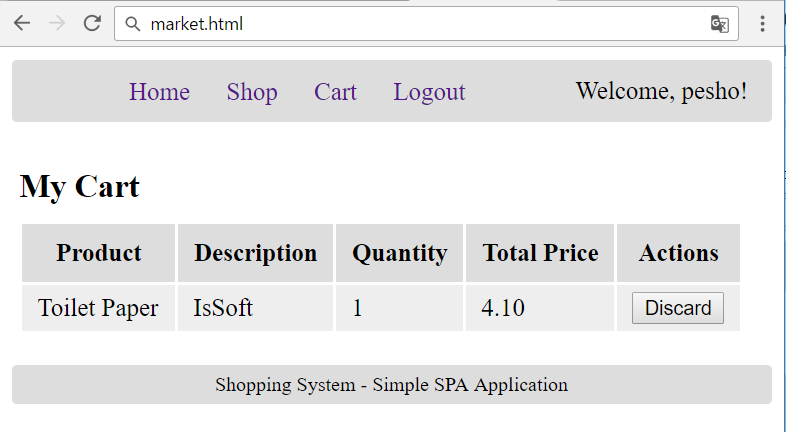 market.html
Home Shop Cart Logout Welcome, pesho!
My Cart
Product Description Quantity Total Price Actions
Toilet Paper IsSoft 1 4.10 Discard
Shopping System - Simple SPA Application